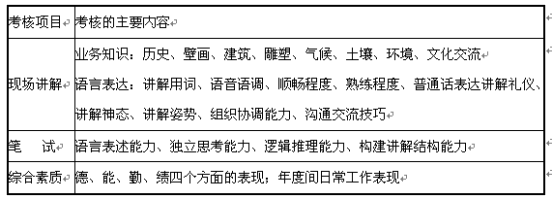 考核项目 考核的主要内容
业务知识：历史、壁画、建筑、雕塑、气候、土壤、环境、文化交流
现场讲解 语言表达：讲解用词、语音语调、顺畅程度、熟练程度、普通话表达讲解礼仪、
讲解神态、讲解姿势、组织协调能力、沟通交流技巧
笔 试 语言表述能力、独立思考能力、逻辑推理能力、构建讲解结构能力
综合素质 德、能、勤、绩四个方面的表现；年度间日常工作表现